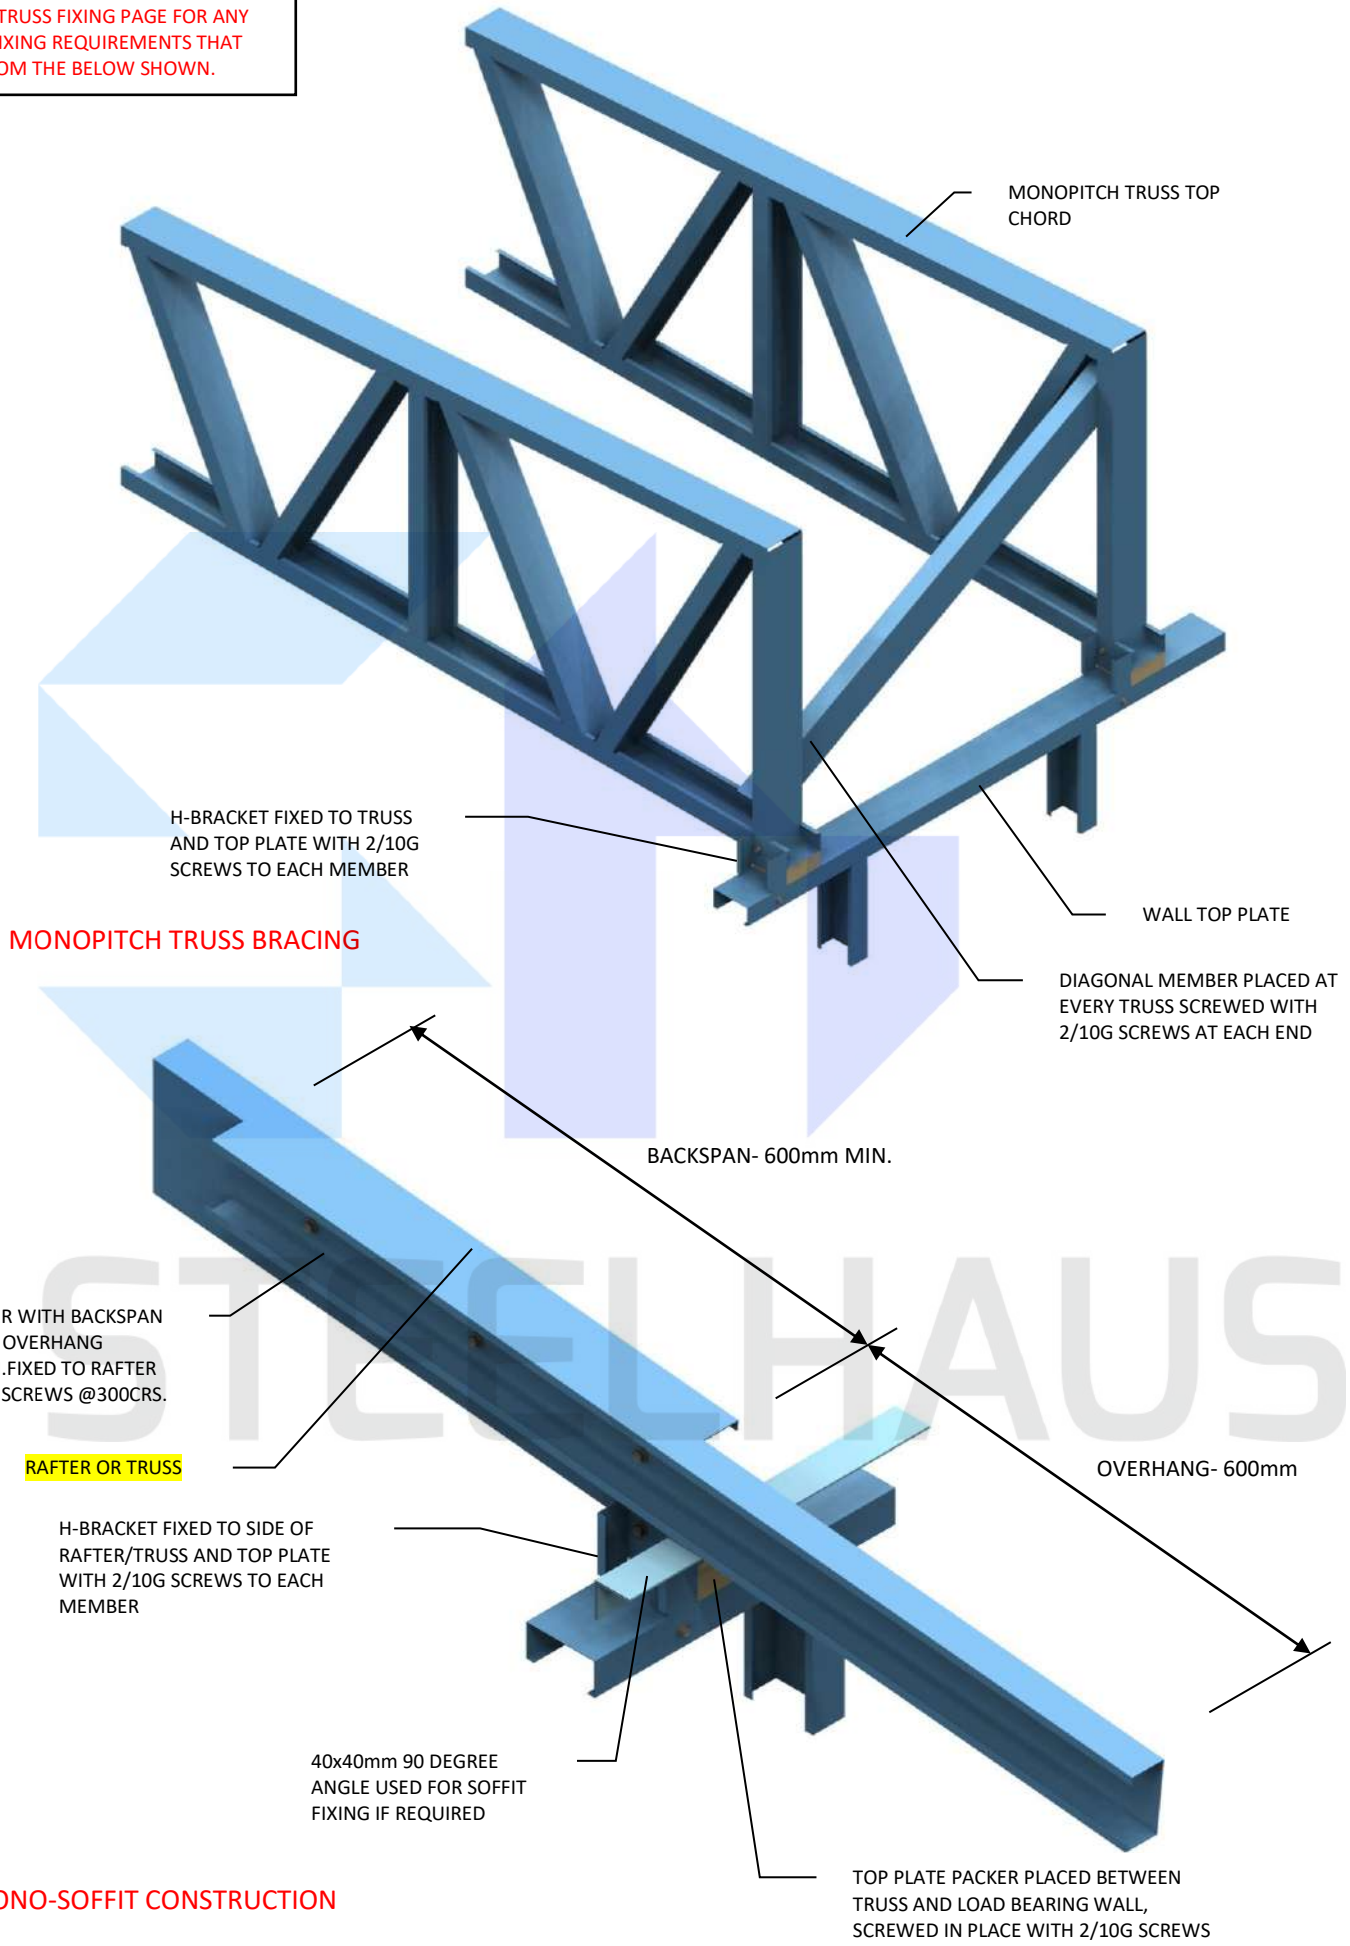 TRUSS FIXING PAGE FOR ANY
IXING REQUIREMENTS THAT
OM THE BELOW SHOWN.
MONOPITCH TRUSS TOP
CHORD
H-BRACKET FIXED TO TRUSS
AND TOP PLATE WITH 2/10G
SCREWS TO EACH MEMBER
WALL TOP PLATE
MONOPITCH TRUSS BRACING
DIAGONAL MEMBER PLACED AT
EVERY TRUSS SCREWED WITH
2/10G SCREWS AT EACH END
BACKSPAN- 600mm MIN.
STEELHAUS
R WITH BACKSPAN
OVERHANG
.FIXED TO RAFTER
SCREWS @300CRS.
RAFTER OR TRUSS
OVERHANG- 600mm
H-BRACKET FIXED TO SIDE OF
RAFTER/TRUSS AND TOP PLATE
WITH 2/10G SCREWS TO EACH
MEMBER
40x40mm 90 DEGREE
ANGLE USED FOR SOFFIT
FIXING IF REQUIRED
TOP PLATE PACKER PLACED BETWEEN
TRUSS AND LOAD BEARING WALL,
SCREWED IN PLACE WITH 2/10G SCREWS
ONO-SOFFIT CONSTRUCTION